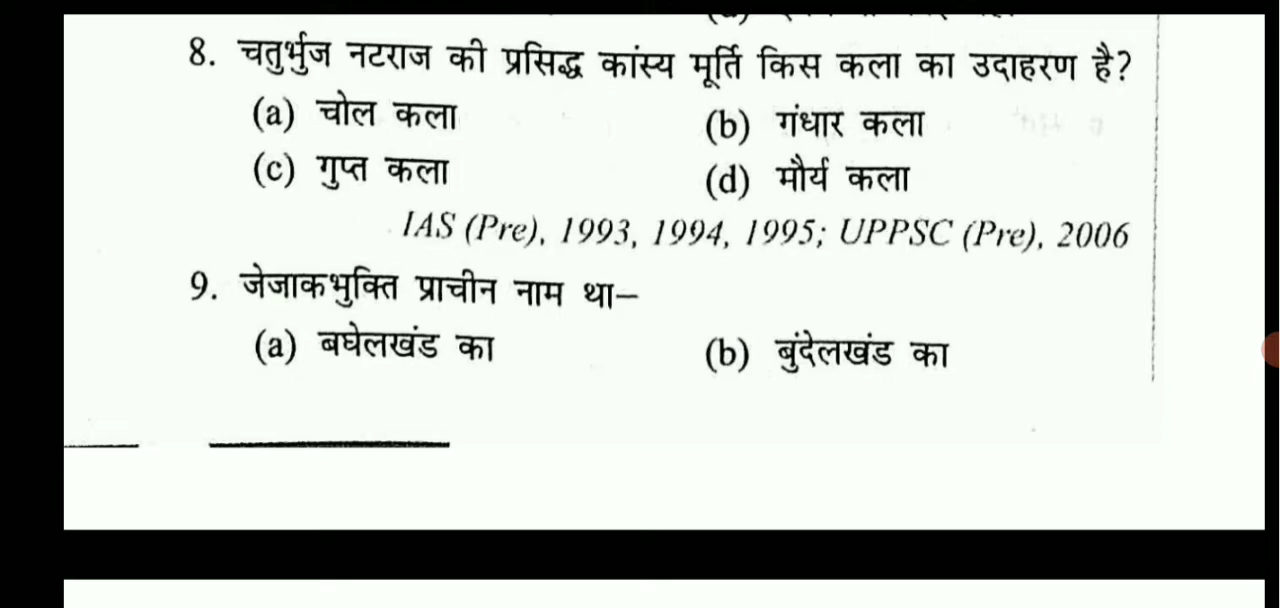 8. चतुर्भुज नटराज की प्रसिद्ध कांस्य मूर्ति किस कला का उदाहरण है?
(a) चोल कला (b) गंधार कला
(c) गुप्त कला (d) मौर्य कला
IAS (Pre), 1993, 1994, 1995; UPPSC (Pre), 2006
9. जेजाकभुक्ति प्राचीन नाम था–
(a) बघेलखंड का (b) बुंदेलखंड का